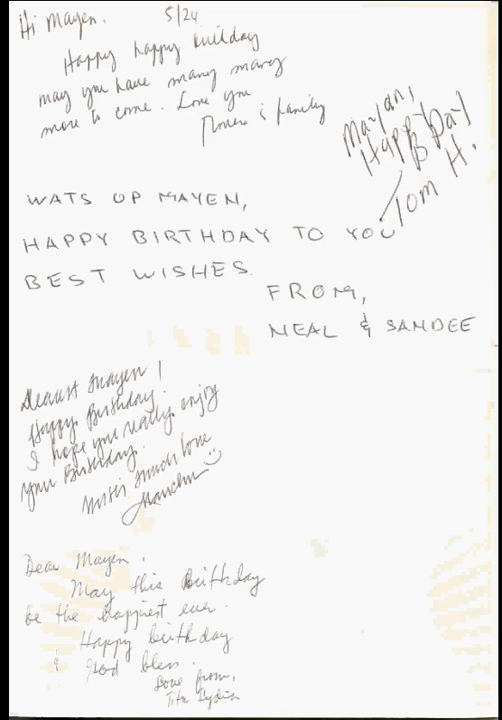 Hi Mayen. 5/24
Happy happy birthday
may you have many many
more to come. Love you
& family
Mayan,
Happy
B Day
Tom H.
WATS UP MAYEN,
HAPPY BIRTHDAY TO YOU
BEST WISHES.
FROM,
NEAL & SANDEE
Dearest Mayen!
Happy Birthday.
I hope you really enjoy
your Birthday.
much love
Dear Mayen.
May this birthday
be the happiest ever.
Happy birthday
& God bless.
Love from,
Tita Lydia